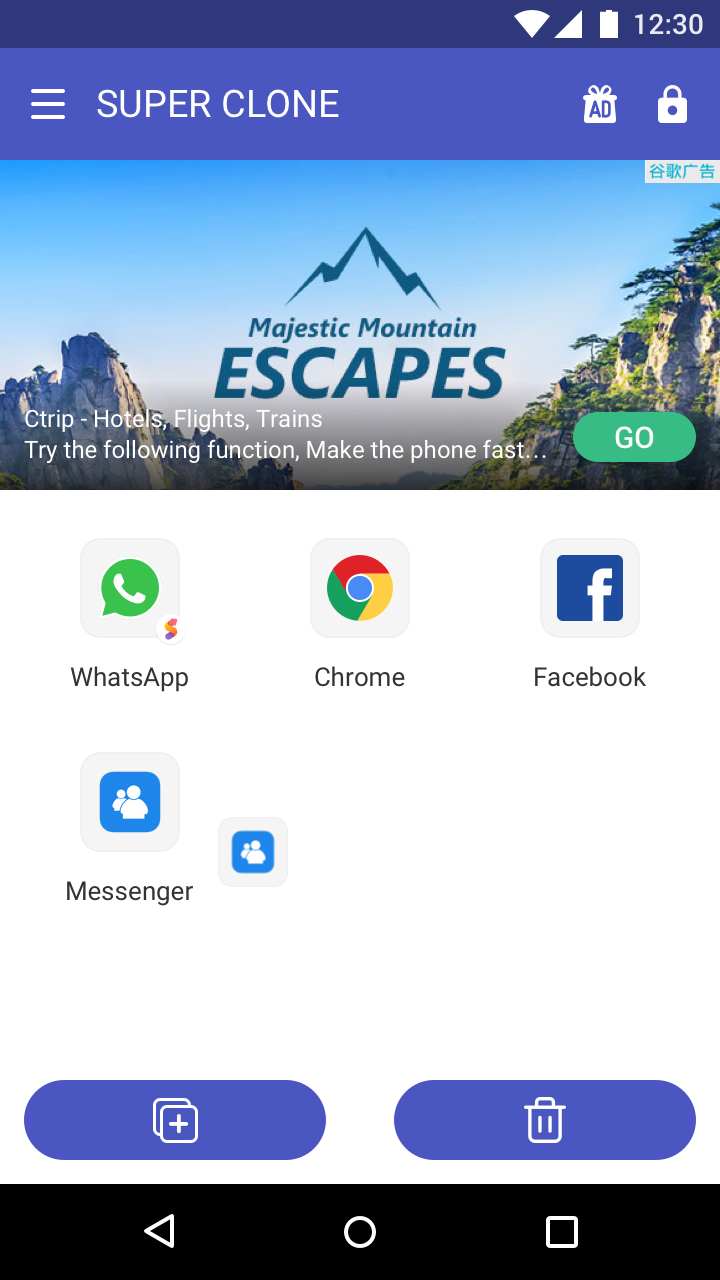 12:30
SUPER CLONE
AD
谷歌广告
Majestic Mountain
ESCAPES
Ctrip - Hotels, Flights, Trains
Try the following function, Make the phone fast…
GO
WhatsApp
Chrome
Facebook
Messenger